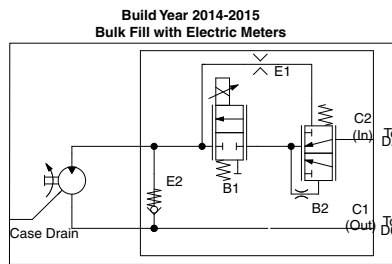 Build Year 2014-2015
Bulk Fill with Electric Meters
E1
C2
(In)
E2
B1
B2
C1
(Out)
Case Drain